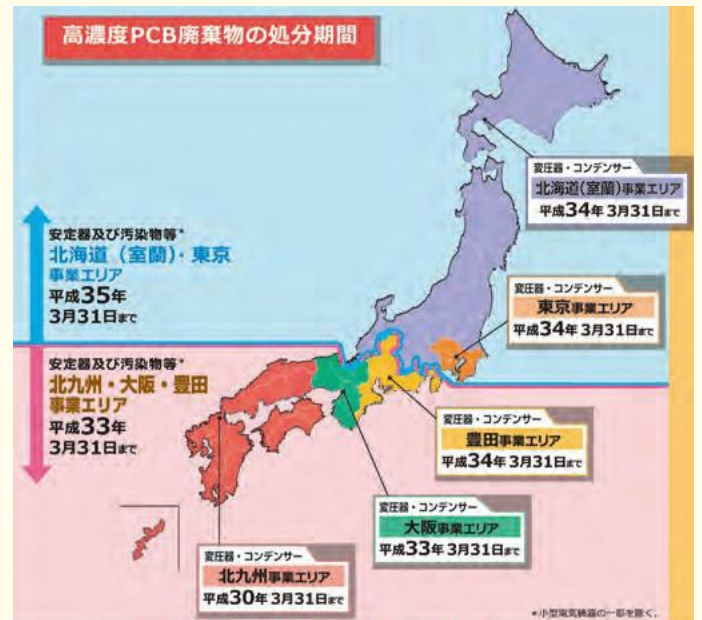 高濃度PCB廃棄物の処分期間
変圧器・コンデンサー
北海道(室蘭)事業エリア
平成34年 3月31日まで
安定器及び汚染物等*
北海道(室蘭)・東京
事業エリア
平成35年
3月31日まで
変圧器・コンデンサー
東京事業エリア
平成34年 3月31日まで
安定器及び汚染物等*
北九州・大阪・豊田
事業エリア
平成33年
3月31日まで
変圧器・コンデンサー
豊田事業エリア
平成34年 3月31日まで
変圧器・コンデンサー
大阪事業エリア
平成33年 3月31日まで
変圧器・コンデンサー
北九州事業エリア
平成30年 3月31日まで
*小型電気機器の一部を除く。